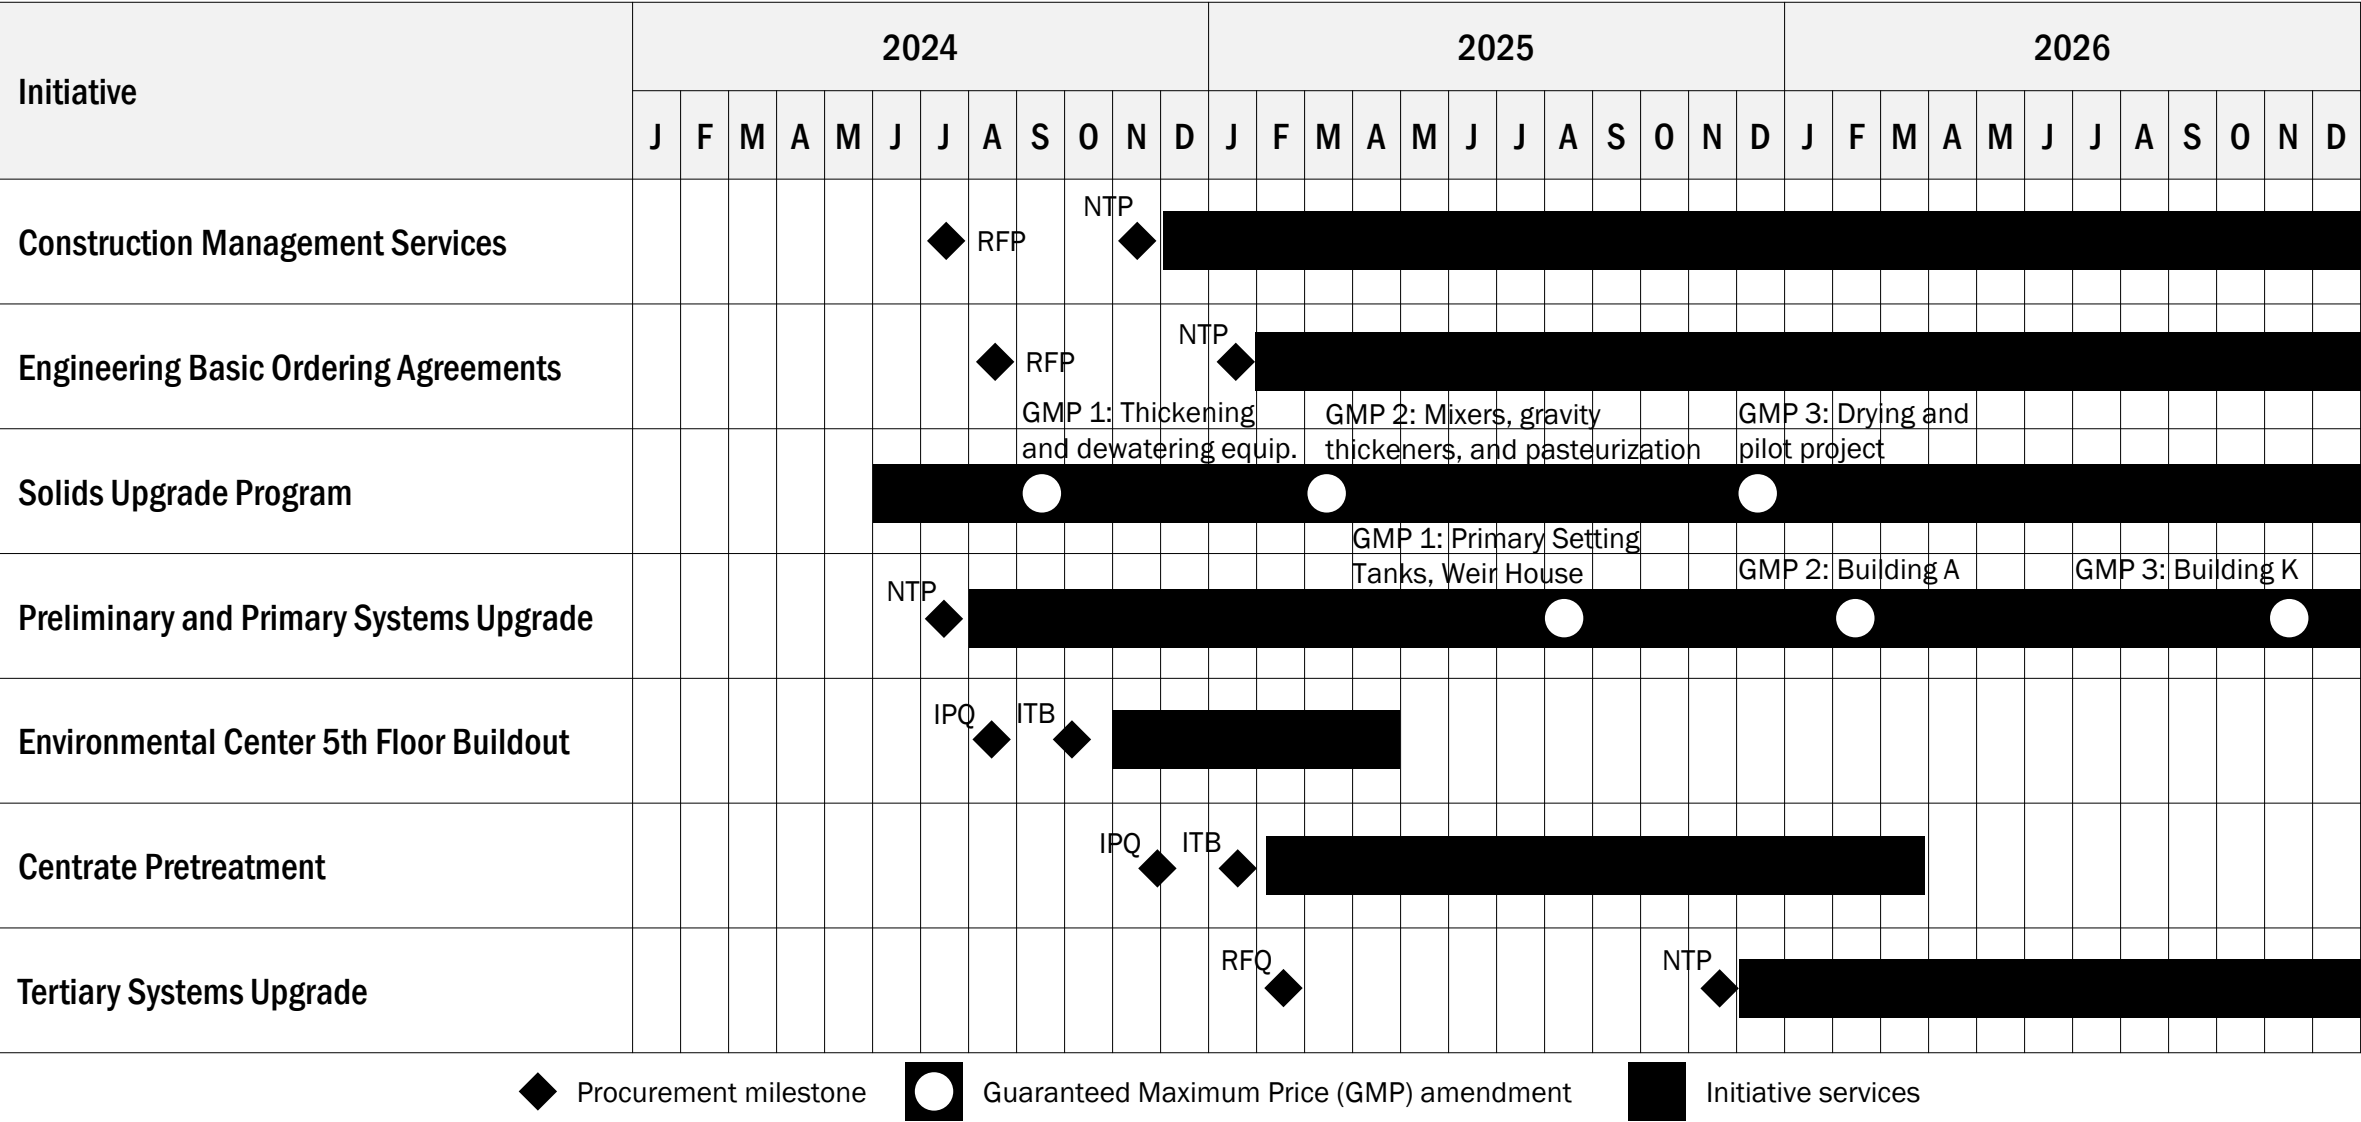 Initiative
2024
2025
2026
J F M A M J J A S O N D J F M A M J J A S O N D J F M A M J J A S O N D
NTP
Construction Management Services
RFP
NTP
Engineering Basic Ordering Agreements
RFP
GMP 1: Thickening
and dewatering equip.
GMP 2: Mixers, gravity
thickeners, and pasteurization
GMP 3: Drying and
pilot project
Solids Upgrade Program
GMP 1: Primary Setting
Tanks, Weir House
GMP 2: Building A
GMP 3: Building K
NTP
Preliminary and Primary Systems Upgrade
IPQ
ITB
Environmental Center 5th Floor Buildout
IPQ
ITB
Centrate Pretreatment
RFQ
NTP
Tertiary Systems Upgrade
Procurement milestone
Guaranteed Maximum Price (GMP) amendment
Initiative services